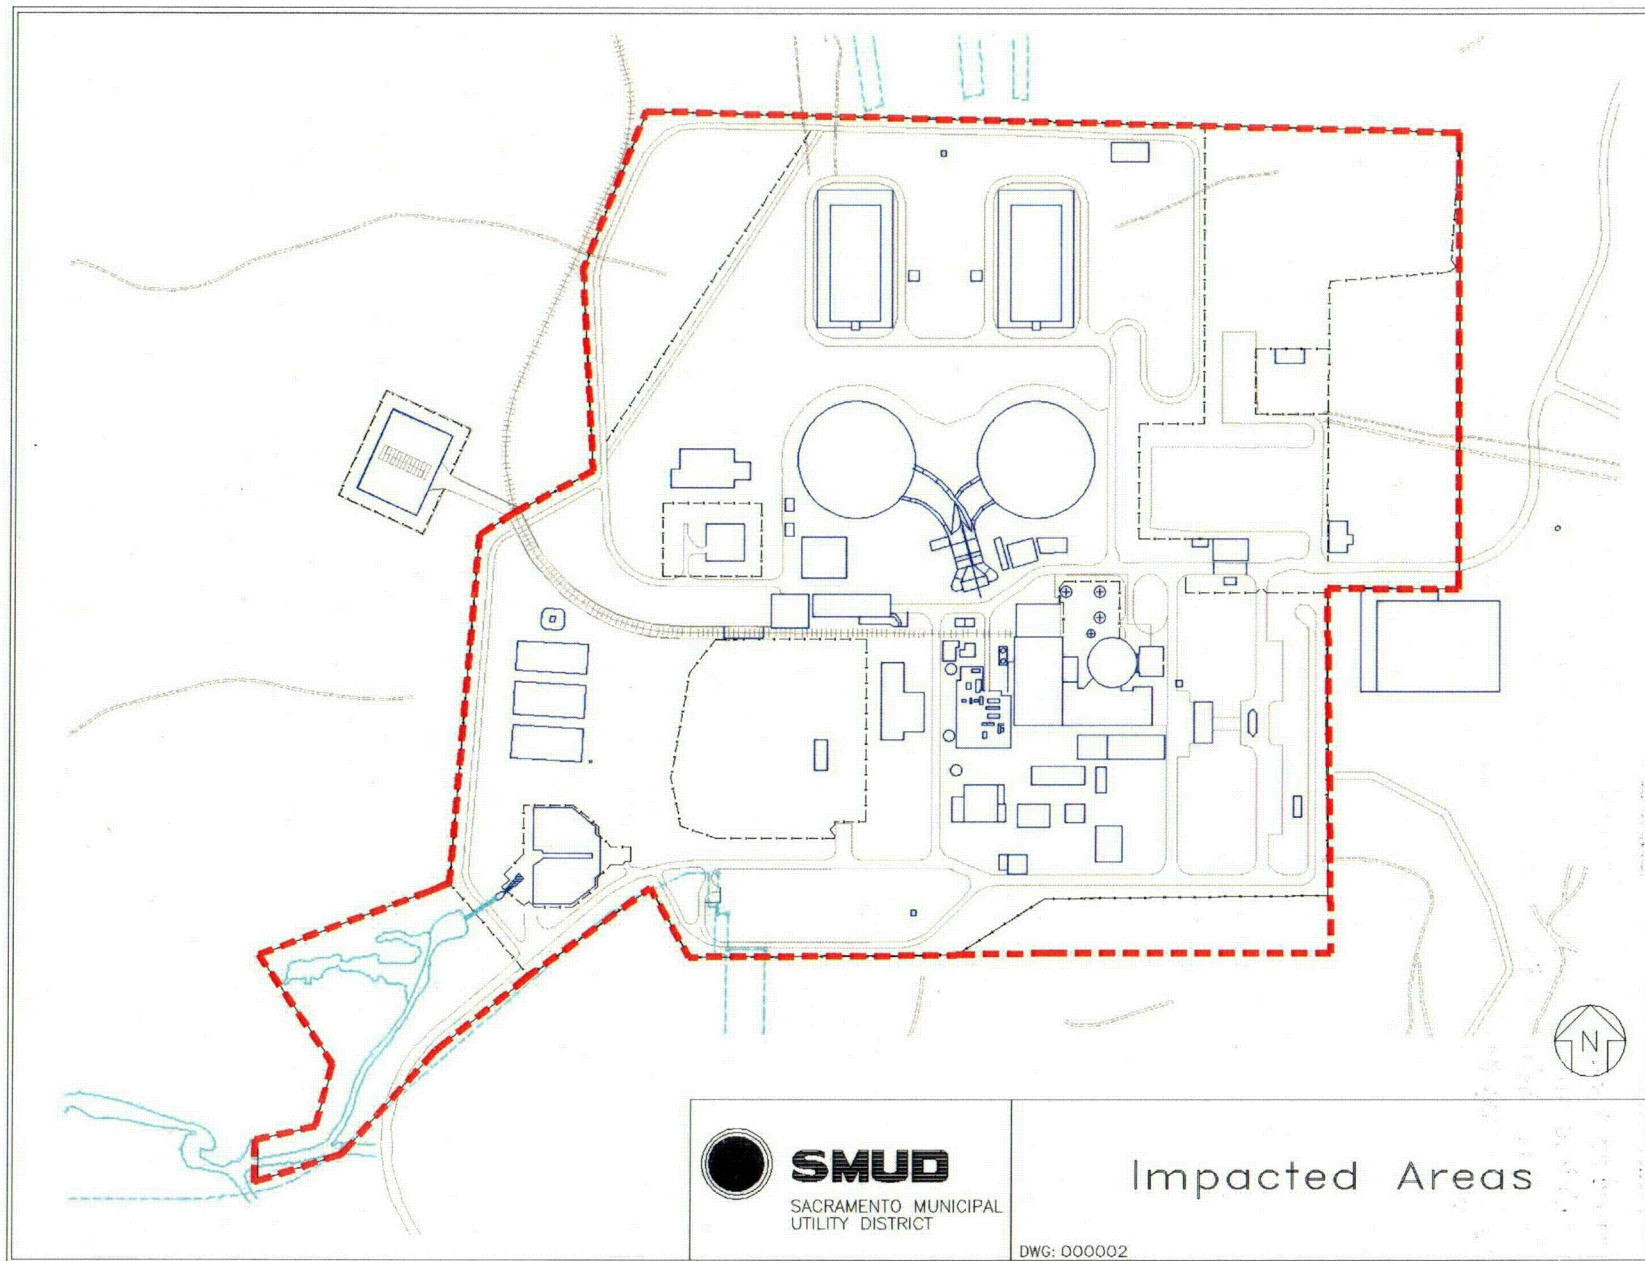 N
SMUD
SACRAMENTO MUNICIPAL
UTILITY DISTRICT
Impacted Areas
DWG: 000002